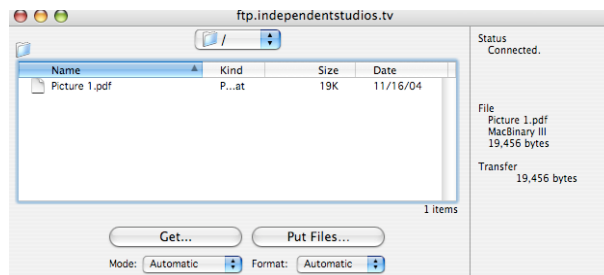 ftp.independentstudios.tv
/
Name Kind Size Date
Picture 1.pdf P...at 19K 11/16/04
1 items
Get... Put Files...
Mode: Automatic Format: Automatic
Status
Connected.
File
Picture 1.pdf
MacBinary III
19,456 bytes
Transfer
19,456 bytes